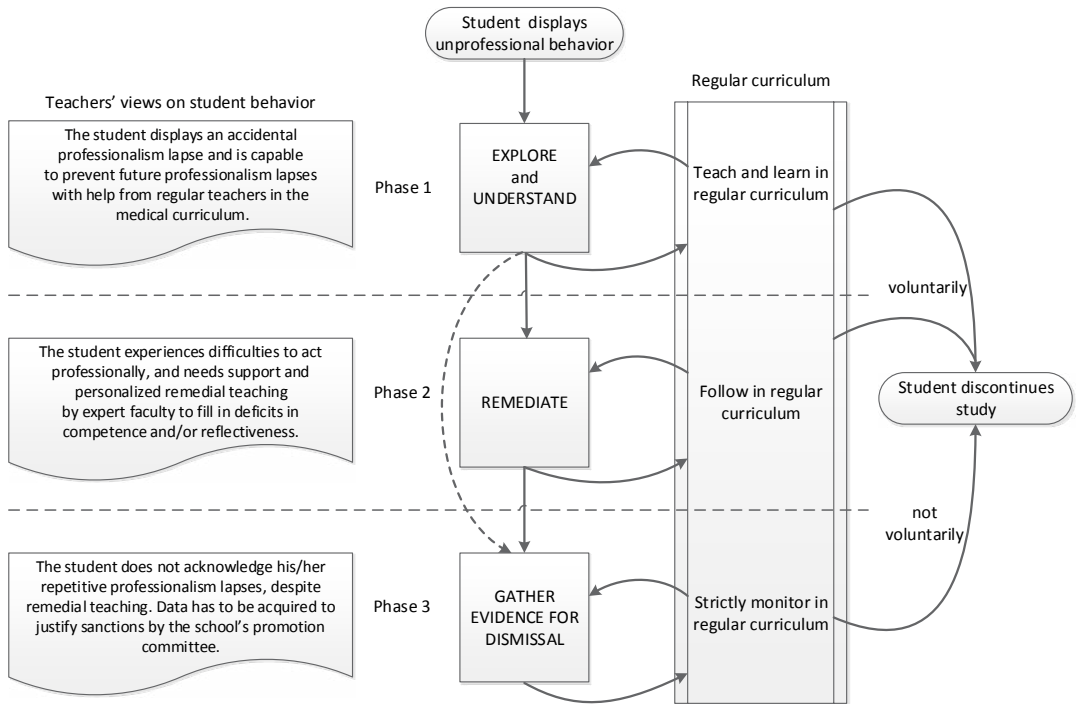 Student displays
unprofessional behavior
Regular curriculum
Teachers' views on student behavior
The student displays an accidental
professionalism lapse and is capable
to prevent future professionalism lapses
with help from regular teachers in the
medical curriculum.
Phase 1
EXPLORE
and
UNDERSTAND
Teach and learn in
regular curriculum
voluntarily
The student experiences difficulties to act
professionally, and needs support and
personalized remedial teaching
by expert faculty to fill in deficits in
competence and/or reflectiveness.
Phase 2
REMEDIATE
Follow in regular
curriculum
Student discontinues
study
not
voluntarily
The student does not acknowledge his/her
repetitive professionalism lapses, despite
remedial teaching. Data has to be acquired to
justify sanctions by the school's promotion
committee.
Phase 3
GATHER
EVIDENCE FOR
DISMISSAL
Strictly monitor in
regular curriculum